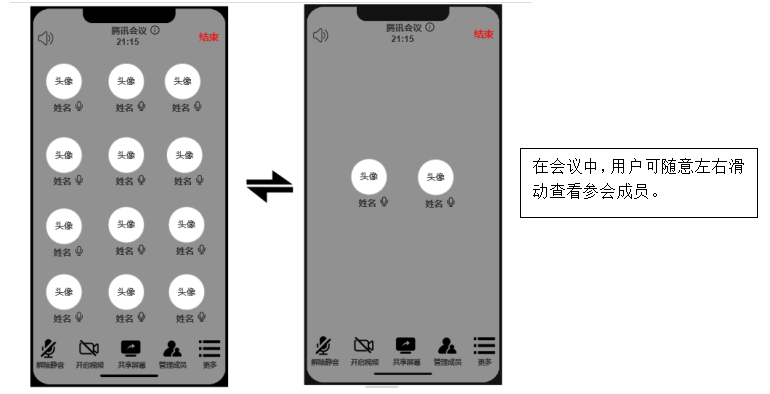 腾讯会议
21:15
结束
头像 头像 头像
姓名 姓名 姓名
头像 头像 头像
姓名 姓名 姓名
头像 头像 头像
姓名 姓名 姓名
头像 头像 头像
姓名 姓名 姓名
解除静音 开启视频 共享屏幕 管理成员 更多
腾讯会议
21:15
结束
头像 头像
姓名 姓名
解除静音 开启视频 共享屏幕 管理成员 更多
在会议中，用户可随意左右滑
动查看参会成员。